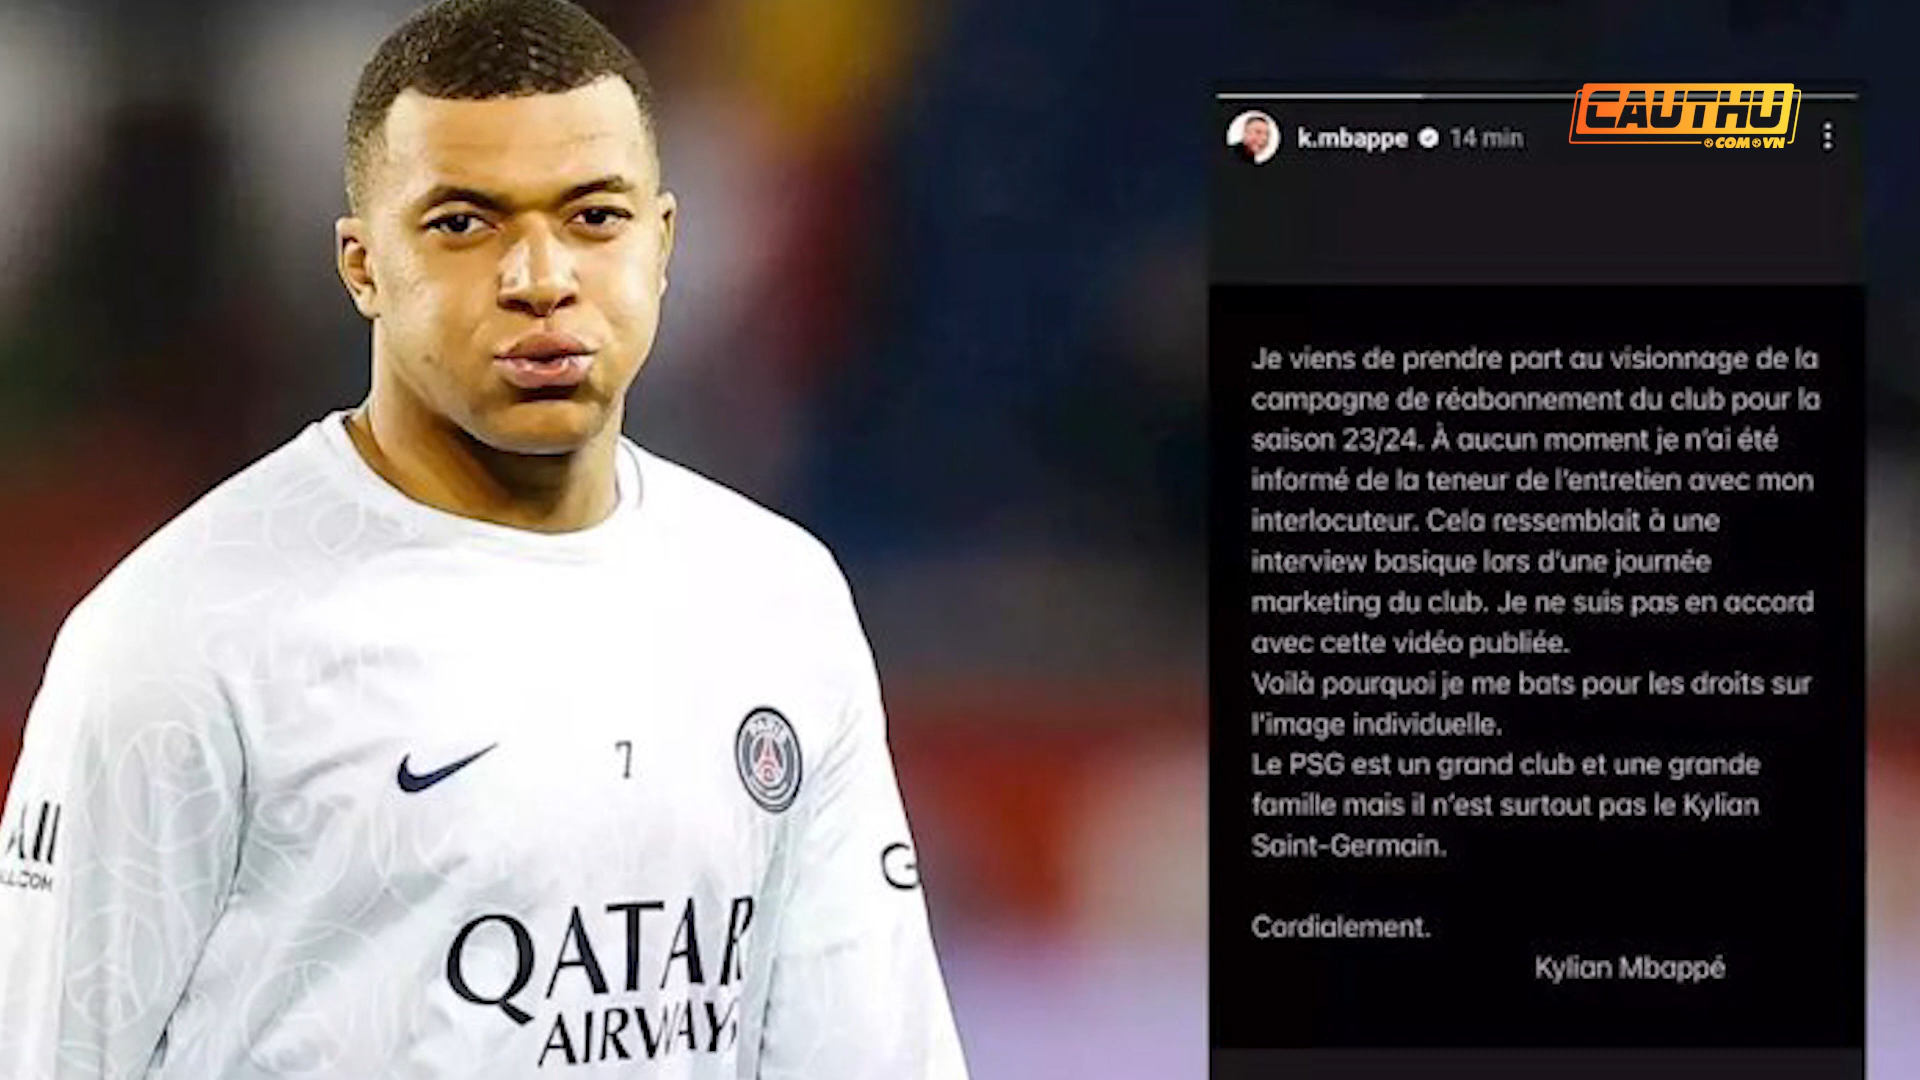 CAUTHU
COM VN
k.mbappe 14 min
Je viens de prendre part au visionnage de la
campagne de réabonnement du club pour la
saison 23/24. À aucun moment je n'ai été
informé de la teneur de l'entretien avec mon
interlocuteur. Cela ressemblait à une
interview basique lors d'une journée
marketing du club. Je ne suis pas en accord
avec cette vidéo publiée.
Voilà pourquoi je me bats pour les droits sur
l'image individuelle.
Le PSG est un grand club et une grande
famille mais il n'est surtout pas le Kylian
Saint-Germain.
Cordialement.
Kylian Mbappé
7
PARIS
All
ALL.COM
G
QATAR
AIRWAYS